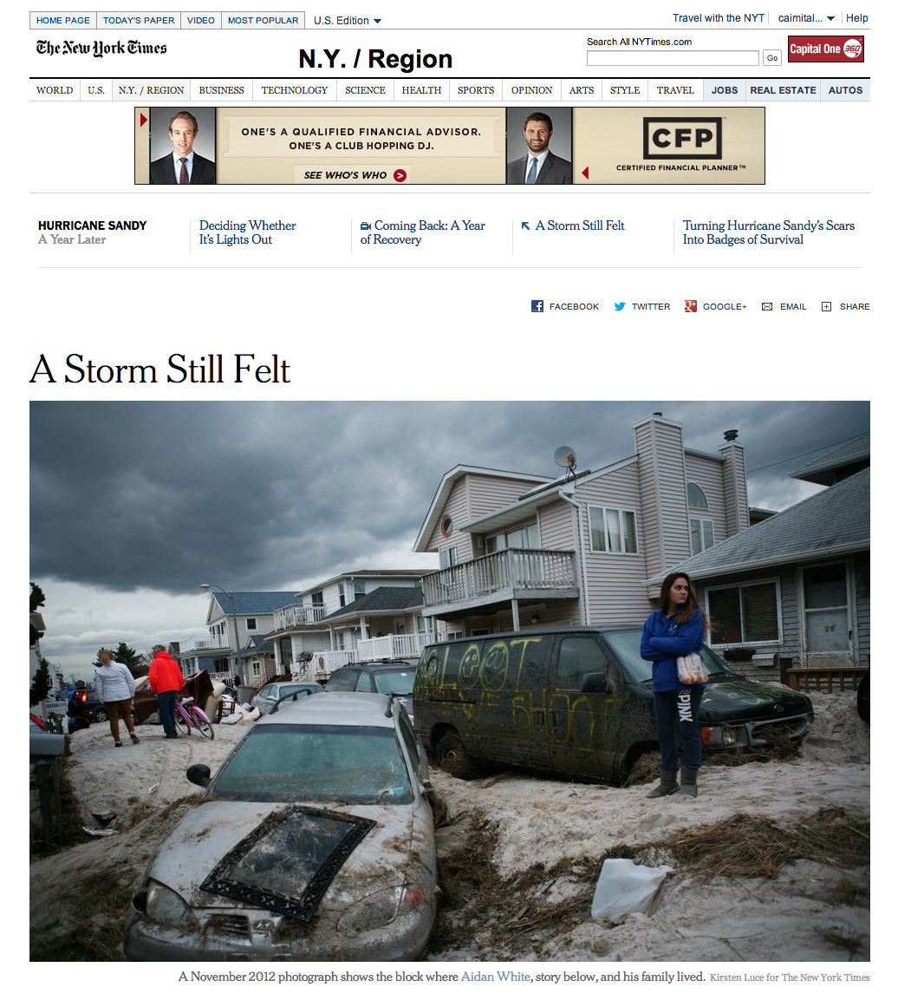 HOME PAGE TODAY'S PAPER VIDEO MOST POPULAR U.S. Edition
Travel with the NYT caimital... Help
The New York Times
N.Y. / Region
Search All NYTimes.com
Go
Capital One 360
WORLD U.S. N.Y. / REGION BUSINESS TECHNOLOGY SCIENCE HEALTH SPORTS OPINION ARTS STYLE TRAVEL JOBS REAL ESTATE AUTOS
ONE'S A QUALIFIED FINANCIAL ADVISOR.
ONE'S A CLUB HOPPING DJ.
SEE WHO'S WHO
CFP™
CERTIFIED FINANCIAL PLANNER™
HURRICANE SANDY
A Year Later
Deciding Whether
It's Lights Out
Coming Back: A Year
of Recovery
A Storm Still Felt
Turning Hurricane Sandy's Scars
Into Badges of Survival
FACEBOOK TWITTER GOOGLE+ EMAIL SHARE
A Storm Still Felt
LOOT
SHOOT
26
PINK
A November 2012 photograph shows the block where Aidan White, story below, and his family lived. Kirsten Luce for The New York Times